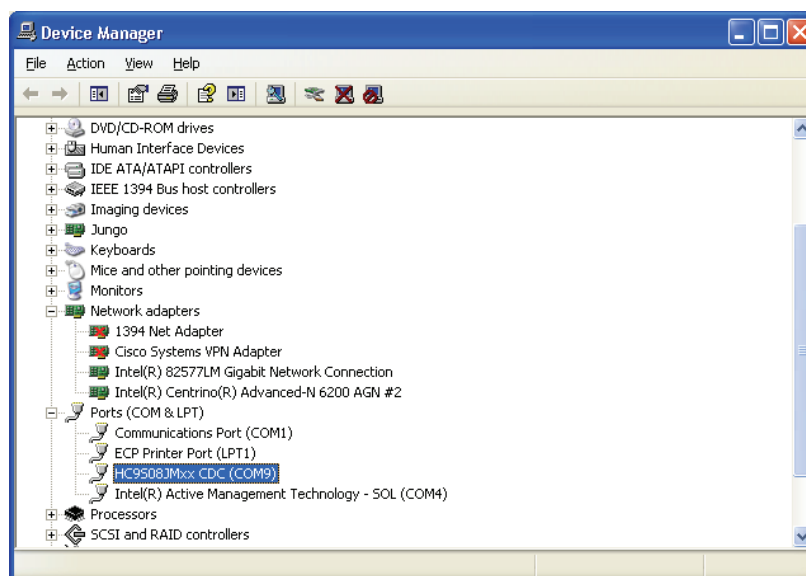 Device Manager
File Action View Help
DVD/CD-ROM drives
Human Interface Devices
IDE ATA/ATAPI controllers
IEEE 1394 Bus host controllers
Imaging devices
Jungo
Keyboards
Mice and other pointing devices
Monitors
Network adapters
1394 Net Adapter
Cisco Systems VPN Adapter
Intel(R) 82577LM Gigabit Network Connection
Intel(R) Centrino(R) Advanced-N 6200 AGN #2
Ports (COM & LPT)
Communications Port (COM1)
ECP Printer Port (LPT1)
HC9S08JMxx CDC (COM9)
Intel(R) Active Management Technology - SOL (COM4)
Processors
SCSI and RAID controllers